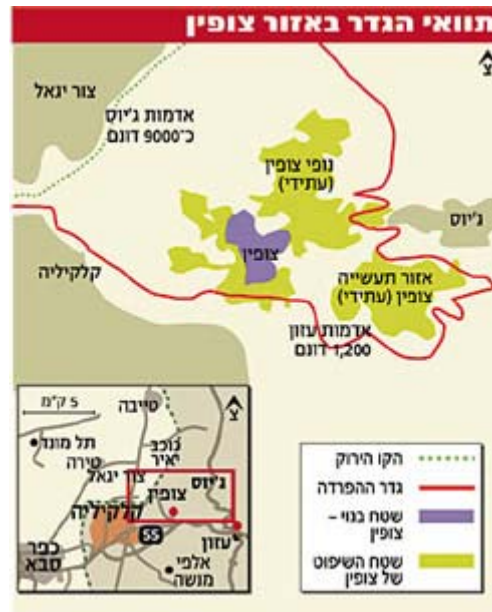 תוואי הגדר באזור צופין
צ
צור יגאל
אדמות ג'יוס
כ־9000 דונם
נופי צופין
(עתידי)
ג'יוס
צופין
קלקיליה
אזור תעשייה
צופין (עתידי)
אדמות עזון
1,200 דונם
5 ק"מ
צ
טייבה
תל מונד
טירה
כוכב
יאיר
צור יגאל
ג'יוס
צופין
קלקיליה
55
עזון
כפר
סבא
אלפי
מנשה
הקו הירוק
גדר ההפרדה
שטח בנוי –
צופין
שטח השיפוט
של צופין